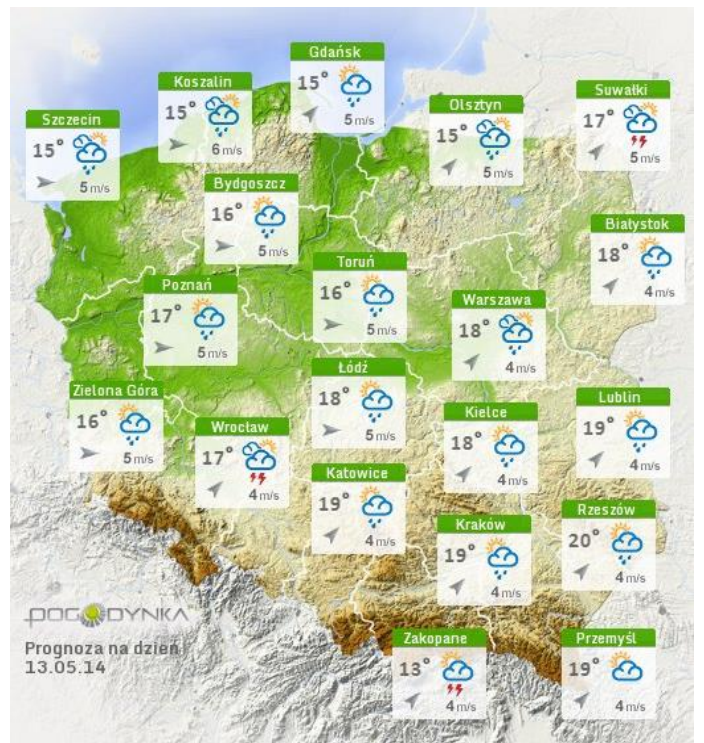 Gdańsk
15°
5 m/s
Koszalin
15°
6 m/s
Suwałki
17°
5 m/s
Olsztyn
15°
5 m/s
Szczecin
15°
5 m/s
Bydgoszcz
16°
5 m/s
Białystok
18°
4 m/s
Toruń
16°
5 m/s
Poznań
17°
5 m/s
Warszawa
18°
4 m/s
Łódź
18°
5 m/s
Zielona Góra
16°
5 m/s
Lublin
19°
4 m/s
Kielce
18°
4 m/s
Wrocław
17°
4 m/s
Katowice
19°
4 m/s
Rzeszów
20°
4 m/s
Kraków
19°
4 m/s
POGODYNKA
Prognoza na dzień
13.05.14
Zakopane
13°
4 m/s
Przemyśl
19°
4 m/s